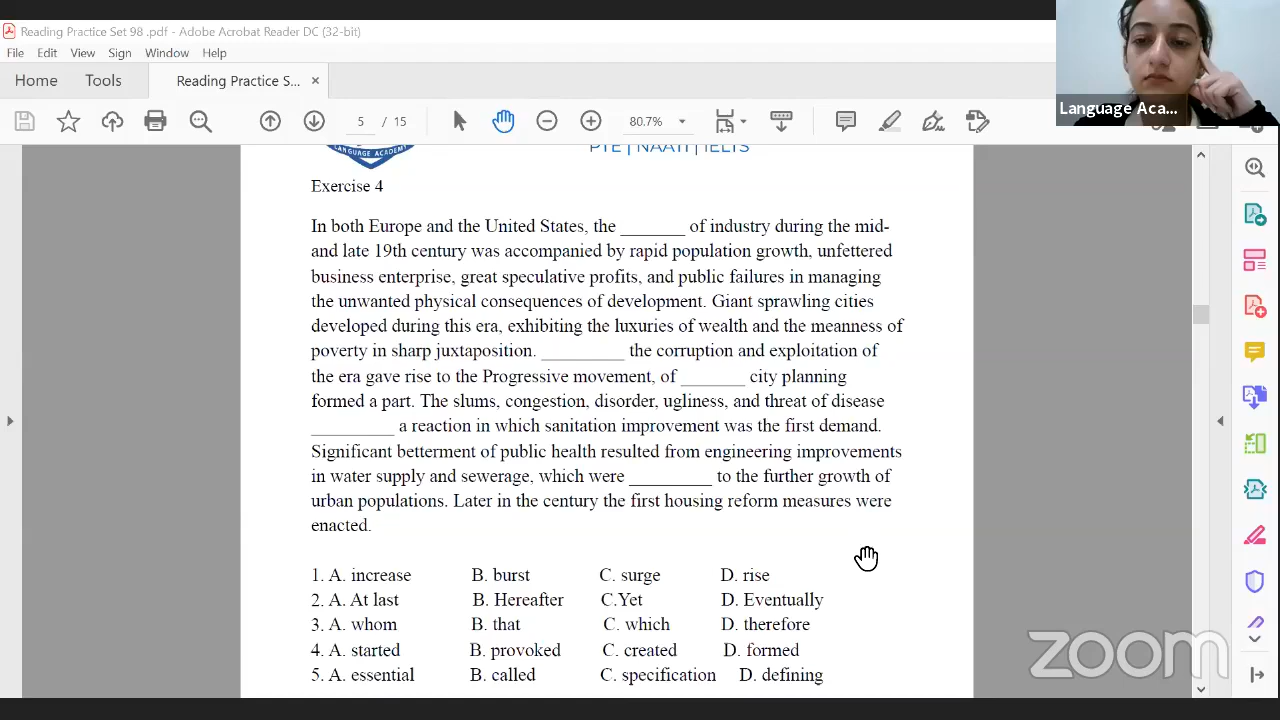 Reading Practice Set 98 .pdf - Adobe Acrobat Reader DC (32-bit)
File Edit View Sign Window Help
Home Tools Reading Practice S... ×
5 / 15 80.7%
Language Aca...
LANGUAGE ACADEMY
PTE | NAATI | IELTS
Exercise 4
In both Europe and the United States, the _______ of industry during the mid-
and late 19th century was accompanied by rapid population growth, unfettered
business enterprise, great speculative profits, and public failures in managing
the unwanted physical consequences of development. Giant sprawling cities
developed during this era, exhibiting the luxuries of wealth and the meanness of
poverty in sharp juxtaposition. _________ the corruption and exploitation of
the era gave rise to the Progressive movement, of _______ city planning
formed a part. The slums, congestion, disorder, ugliness, and threat of disease
_________ a reaction in which sanitation improvement was the first demand.
Significant betterment of public health resulted from engineering improvements
in water supply and sewerage, which were _________ to the further growth of
urban populations. Later in the century the first housing reform measures were
enacted.
1. A. increase B. burst C. surge D. rise
2. A. At last B. Hereafter C.Yet D. Eventually
3. A. whom B. that C. which D. therefore
4. A. started B. provoked C. created D. formed
5. A. essential B. called C. specification D. defining
zoom